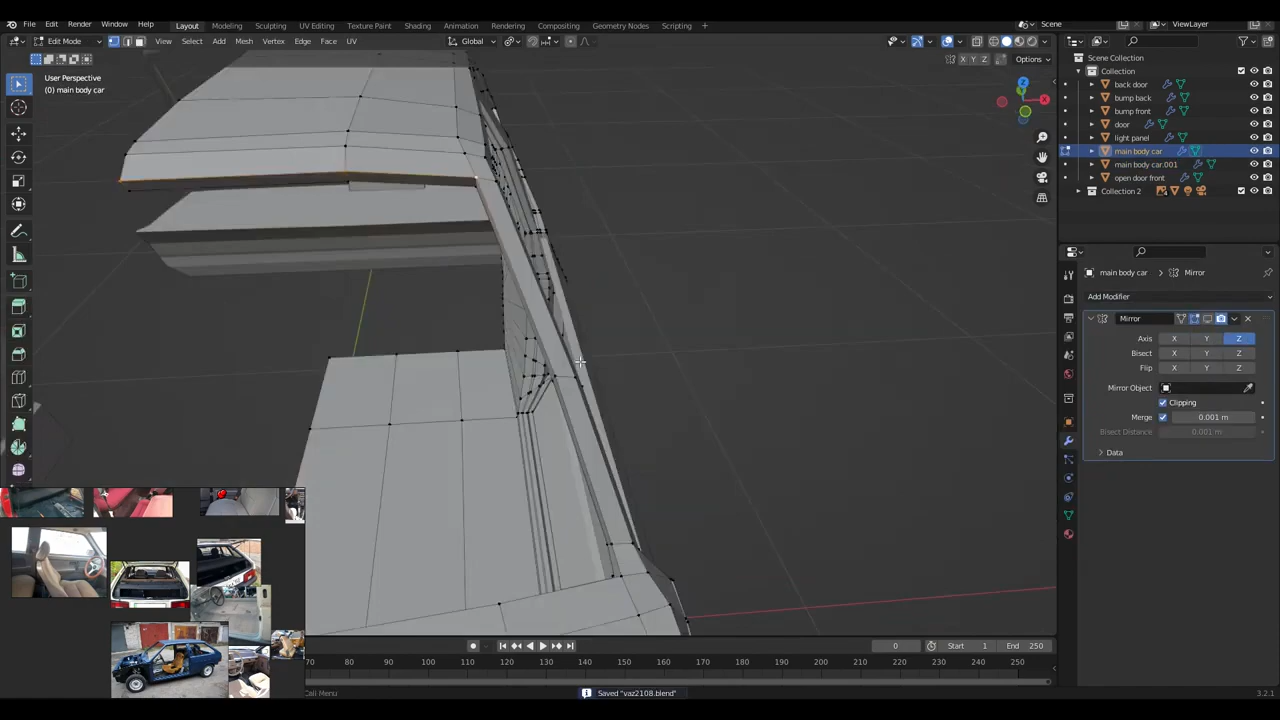 File Edit Render Window Help Layout Modeling Sculpting UV Editing Texture Paint Shading Animation Rendering Compositing Geometry Nodes Scripting + Scene ViewLayer
Edit Mode View Select Add Mesh Vertex Edge Face UV Global
X Y Z Options
User Perspective
(0) main body car
Z
X
Scene Collection
Collection
back door
bump back
bump front
door
light panel
main body car
main body car.001
open door front
Collection 2
main body car > Mirror
Add Modifier
Mirror
Axis X Y Z
Bisect X Y Z
Flip X Y Z
Mirror Object
Clipping
Merge 0.001 m
Bisect Distance 0.001 m
Data
0 Start 1 End 250
70 80 90 100 110 120 130 140 150 160 170 180 190 200 210 220 230 240 250
Call Menu
Saved "vaz2108.blend"
3.2.1